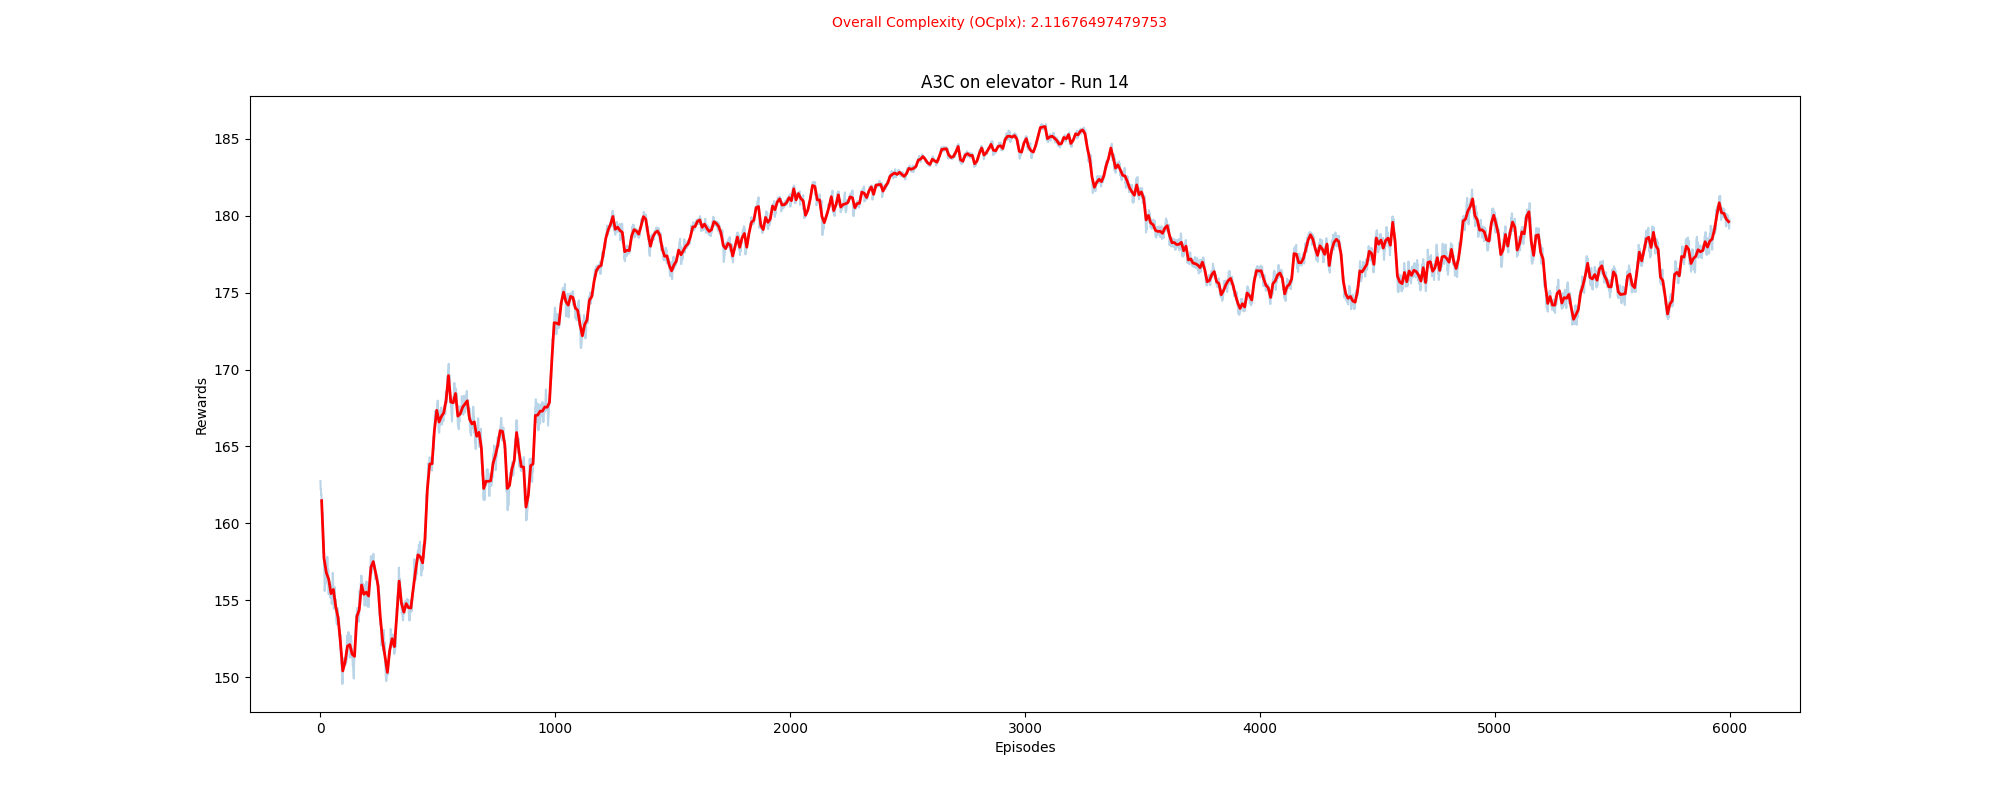 Overall Complexity (OCplx): 2.11676497479753
A3C on elevator - Run 14
Rewards
185
180
175
170
165
160
155
150
0 1000 2000 3000 4000 5000 6000
Episodes